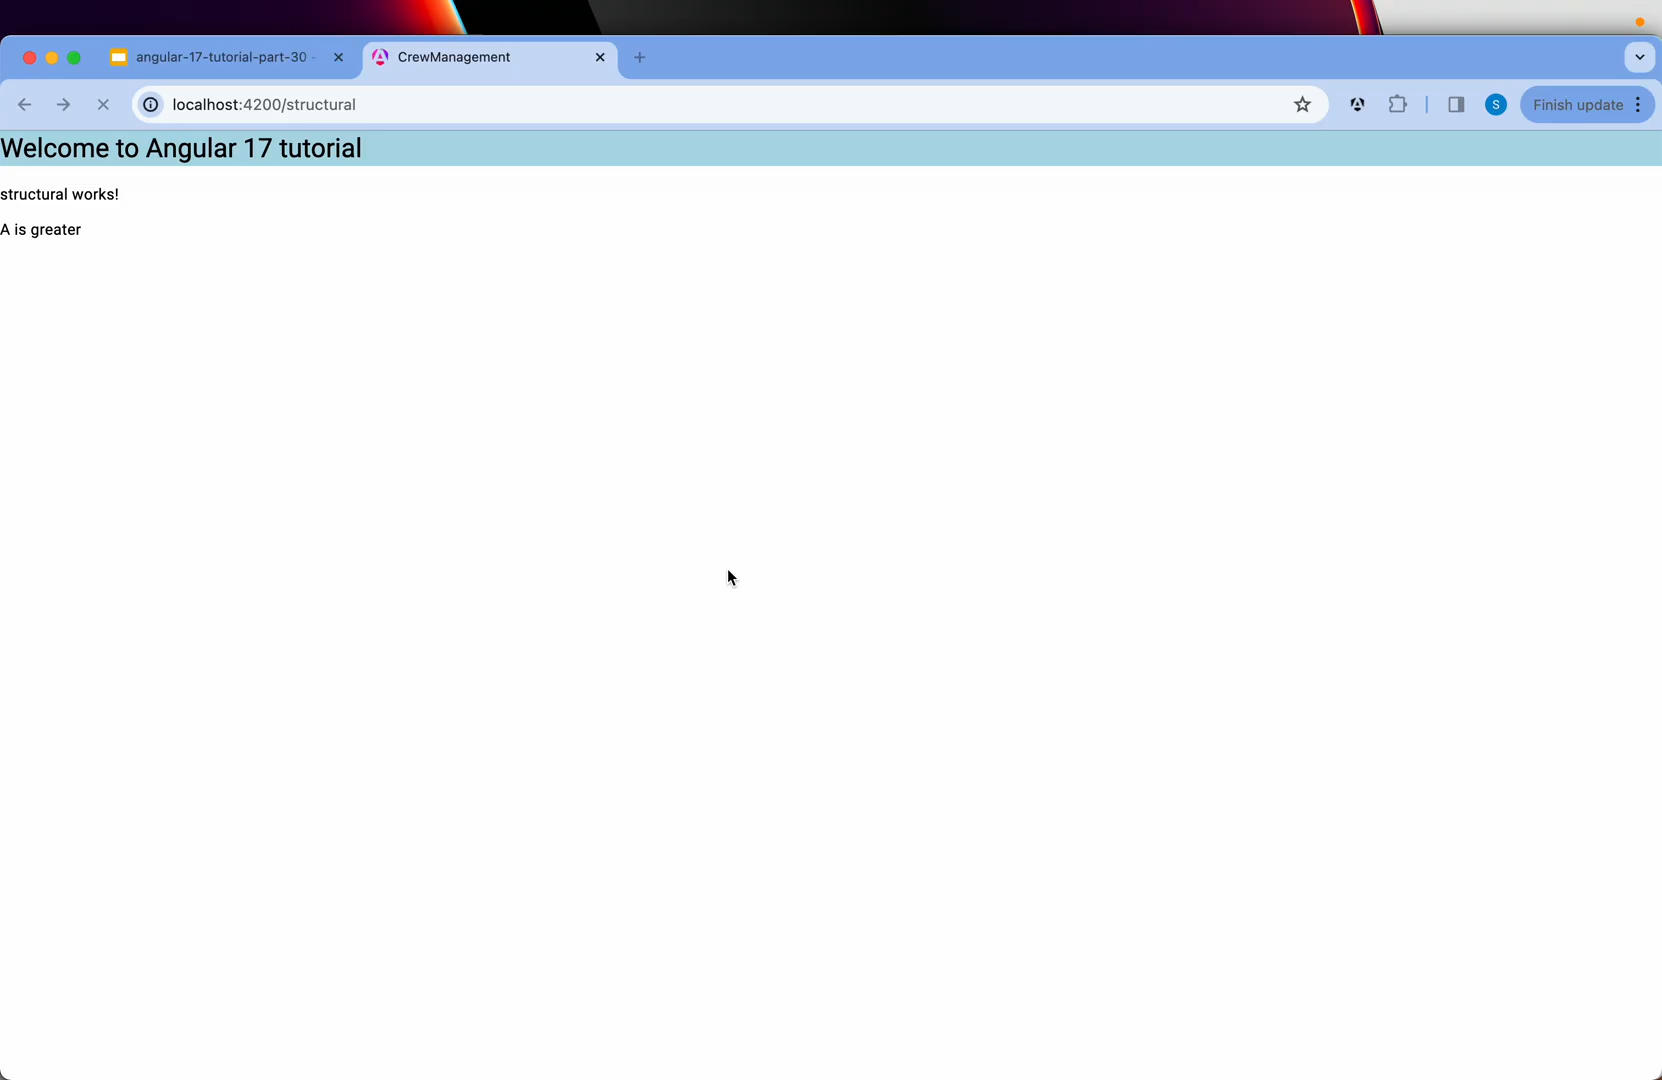 angular-17-tutorial-part-30 -
CrewManagement
localhost:4200/structural
S
Finish update
Welcome to Angular 17 tutorial
structural works!
A is greater